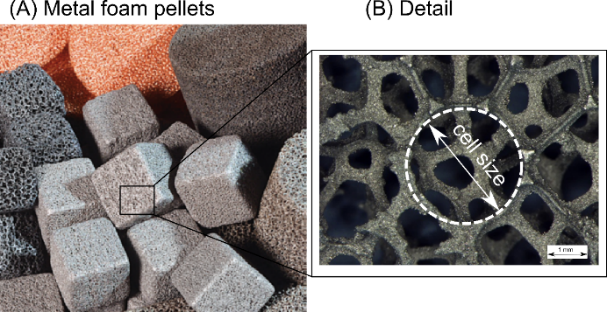 (A) Metal foam pellets
(B) Detail
cell size
1 mm